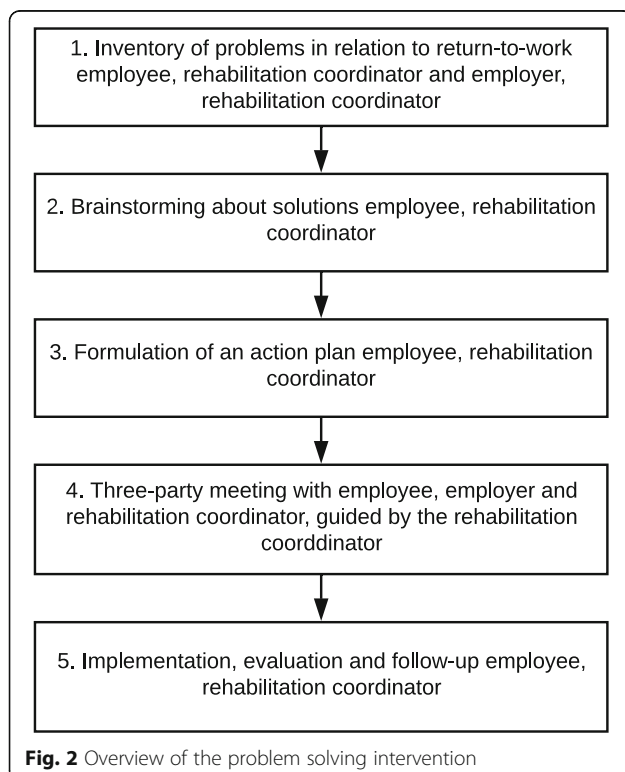 1. Inventory of problems in relation to return-to-work
employee, rehabilitation coordinator and employer,
rehabilitation coordinator
2. Brainstorming about solutions employee, rehabilitation
coordinator
3. Formulation of an action plan employee, rehabilitation
coordinator
4. Three-party meeting with employee, employer and
rehabilitation coordinator, guided by the rehabilitation
coorddinator
5. Implementation, evaluation and follow-up employee,
rehabilitation coordinator
Fig. 2 Overview of the problem solving intervention